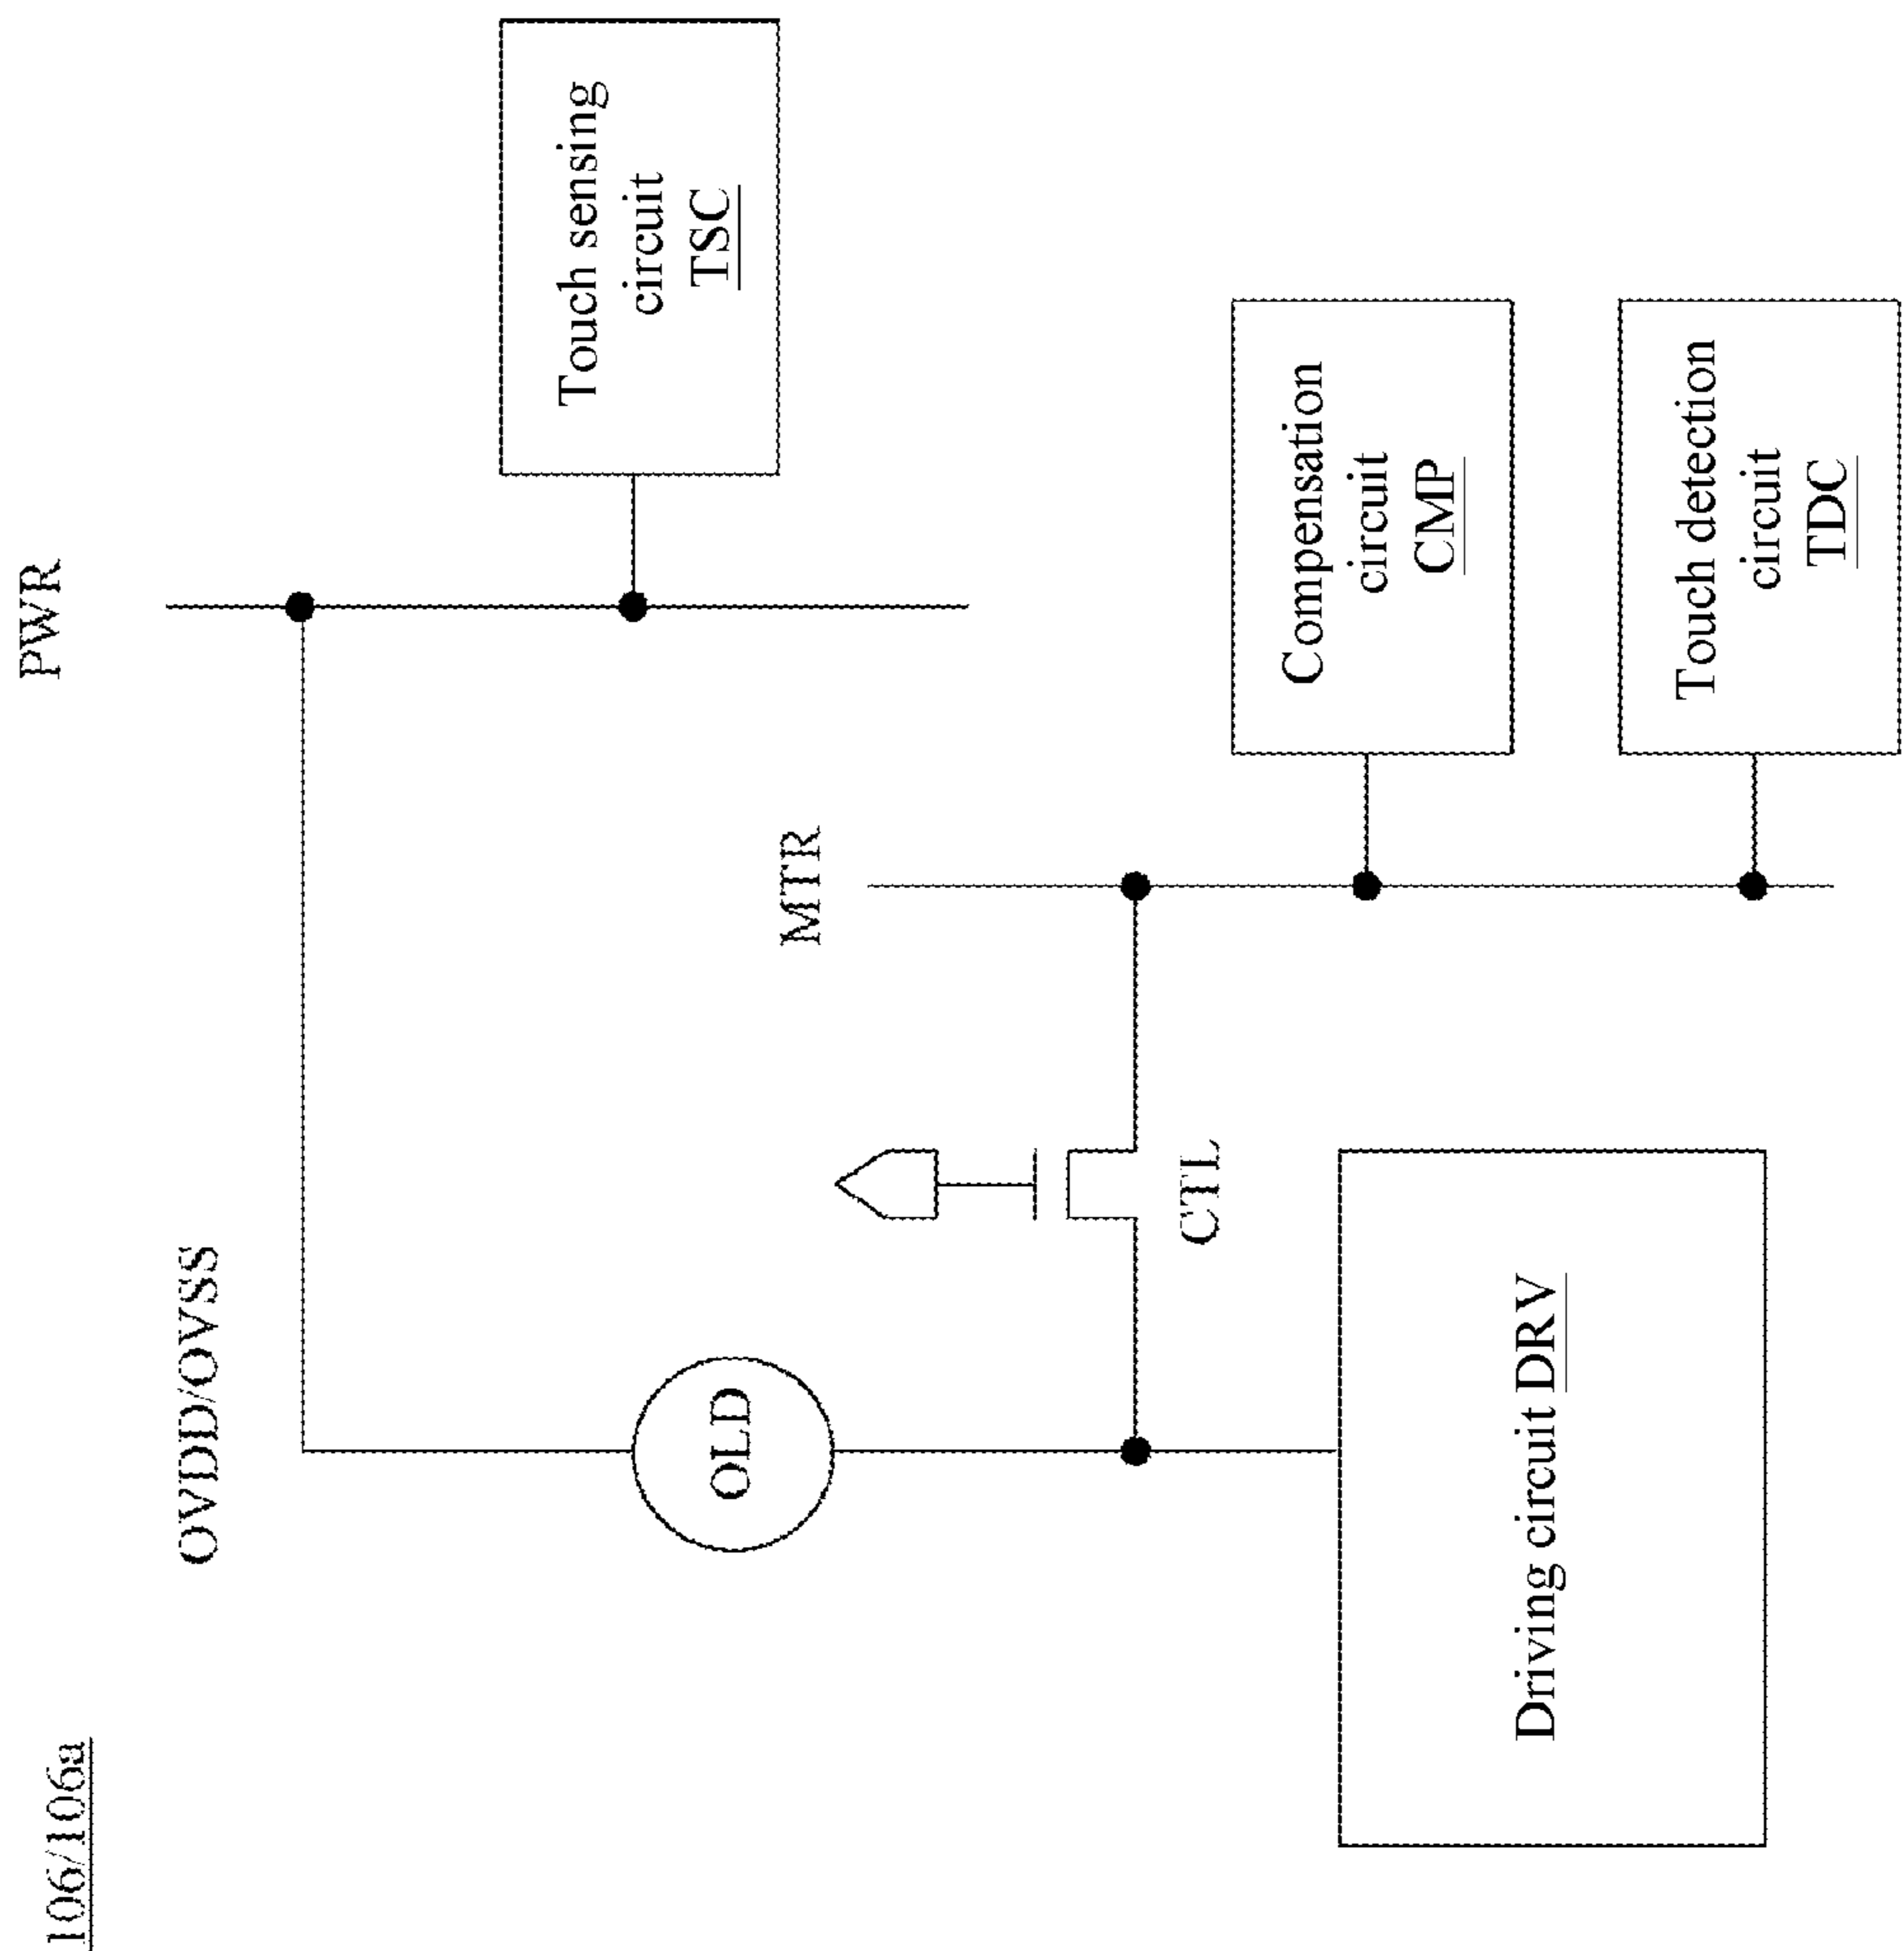 106/106a
PWR
OVDD/OVSS
Touch sensing
circuit
TSC
OLD
MTR
CTL
Compensation
circuit
CMP
Driving circuit DRV
Touch detection
circuit
TDC